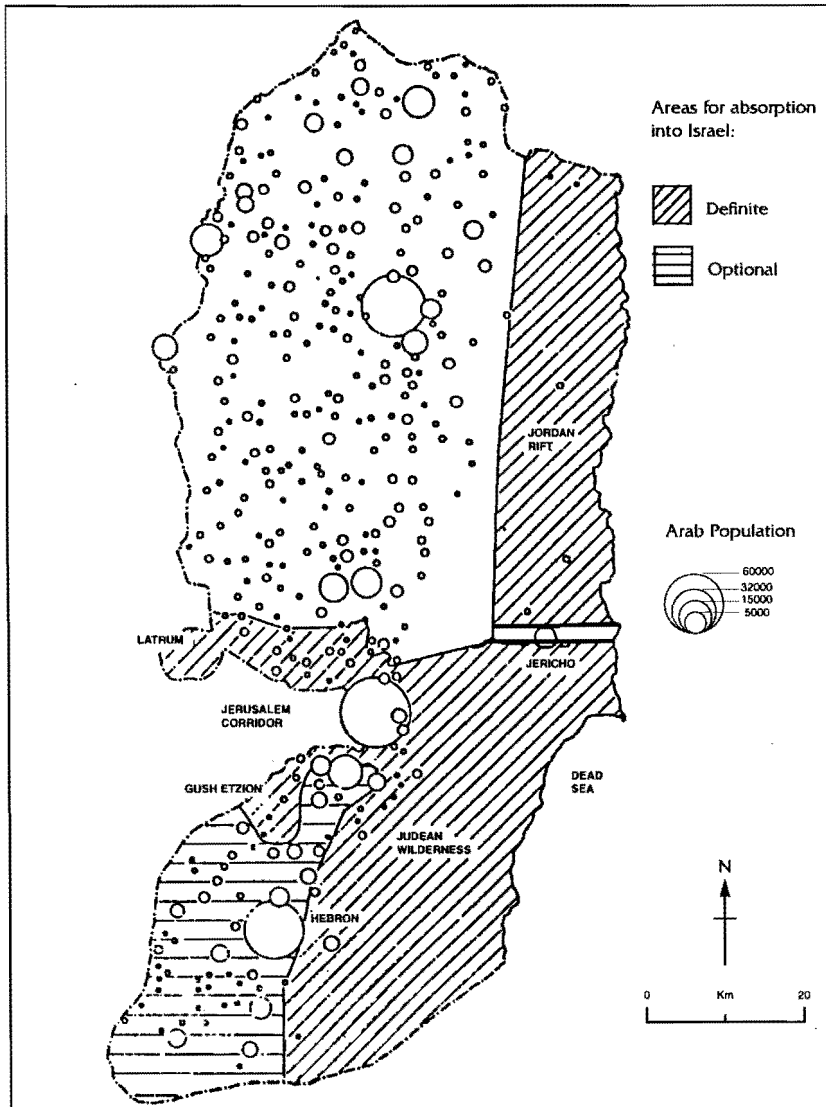 Areas for absorption
into Israel:
Definite
Optional
JORDAN
RIFT
Arab Population
60000
32000
15000
5000
LATRUM
JERICHO
JERUSALEM
CORRIDOR
GUSH ETZION
DEAD
SEA
JUDEAN
WILDERNESS
HEBRON
N
0 Km 20